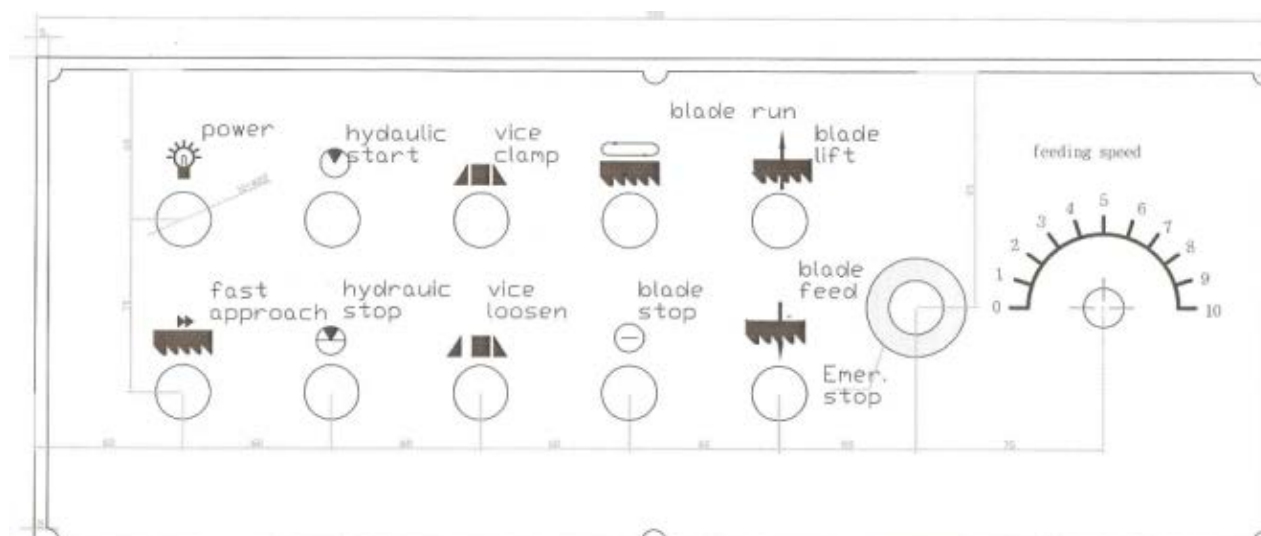 power
hydaulic
start
vice
clamp
blade run
blade
lift
feeding speed
fast
approach
hydrauic
stop
vice
loosen
blade
stop
blade
feed
Emer.
stop
0
1
2
3
4
5
6
7
8
9
10